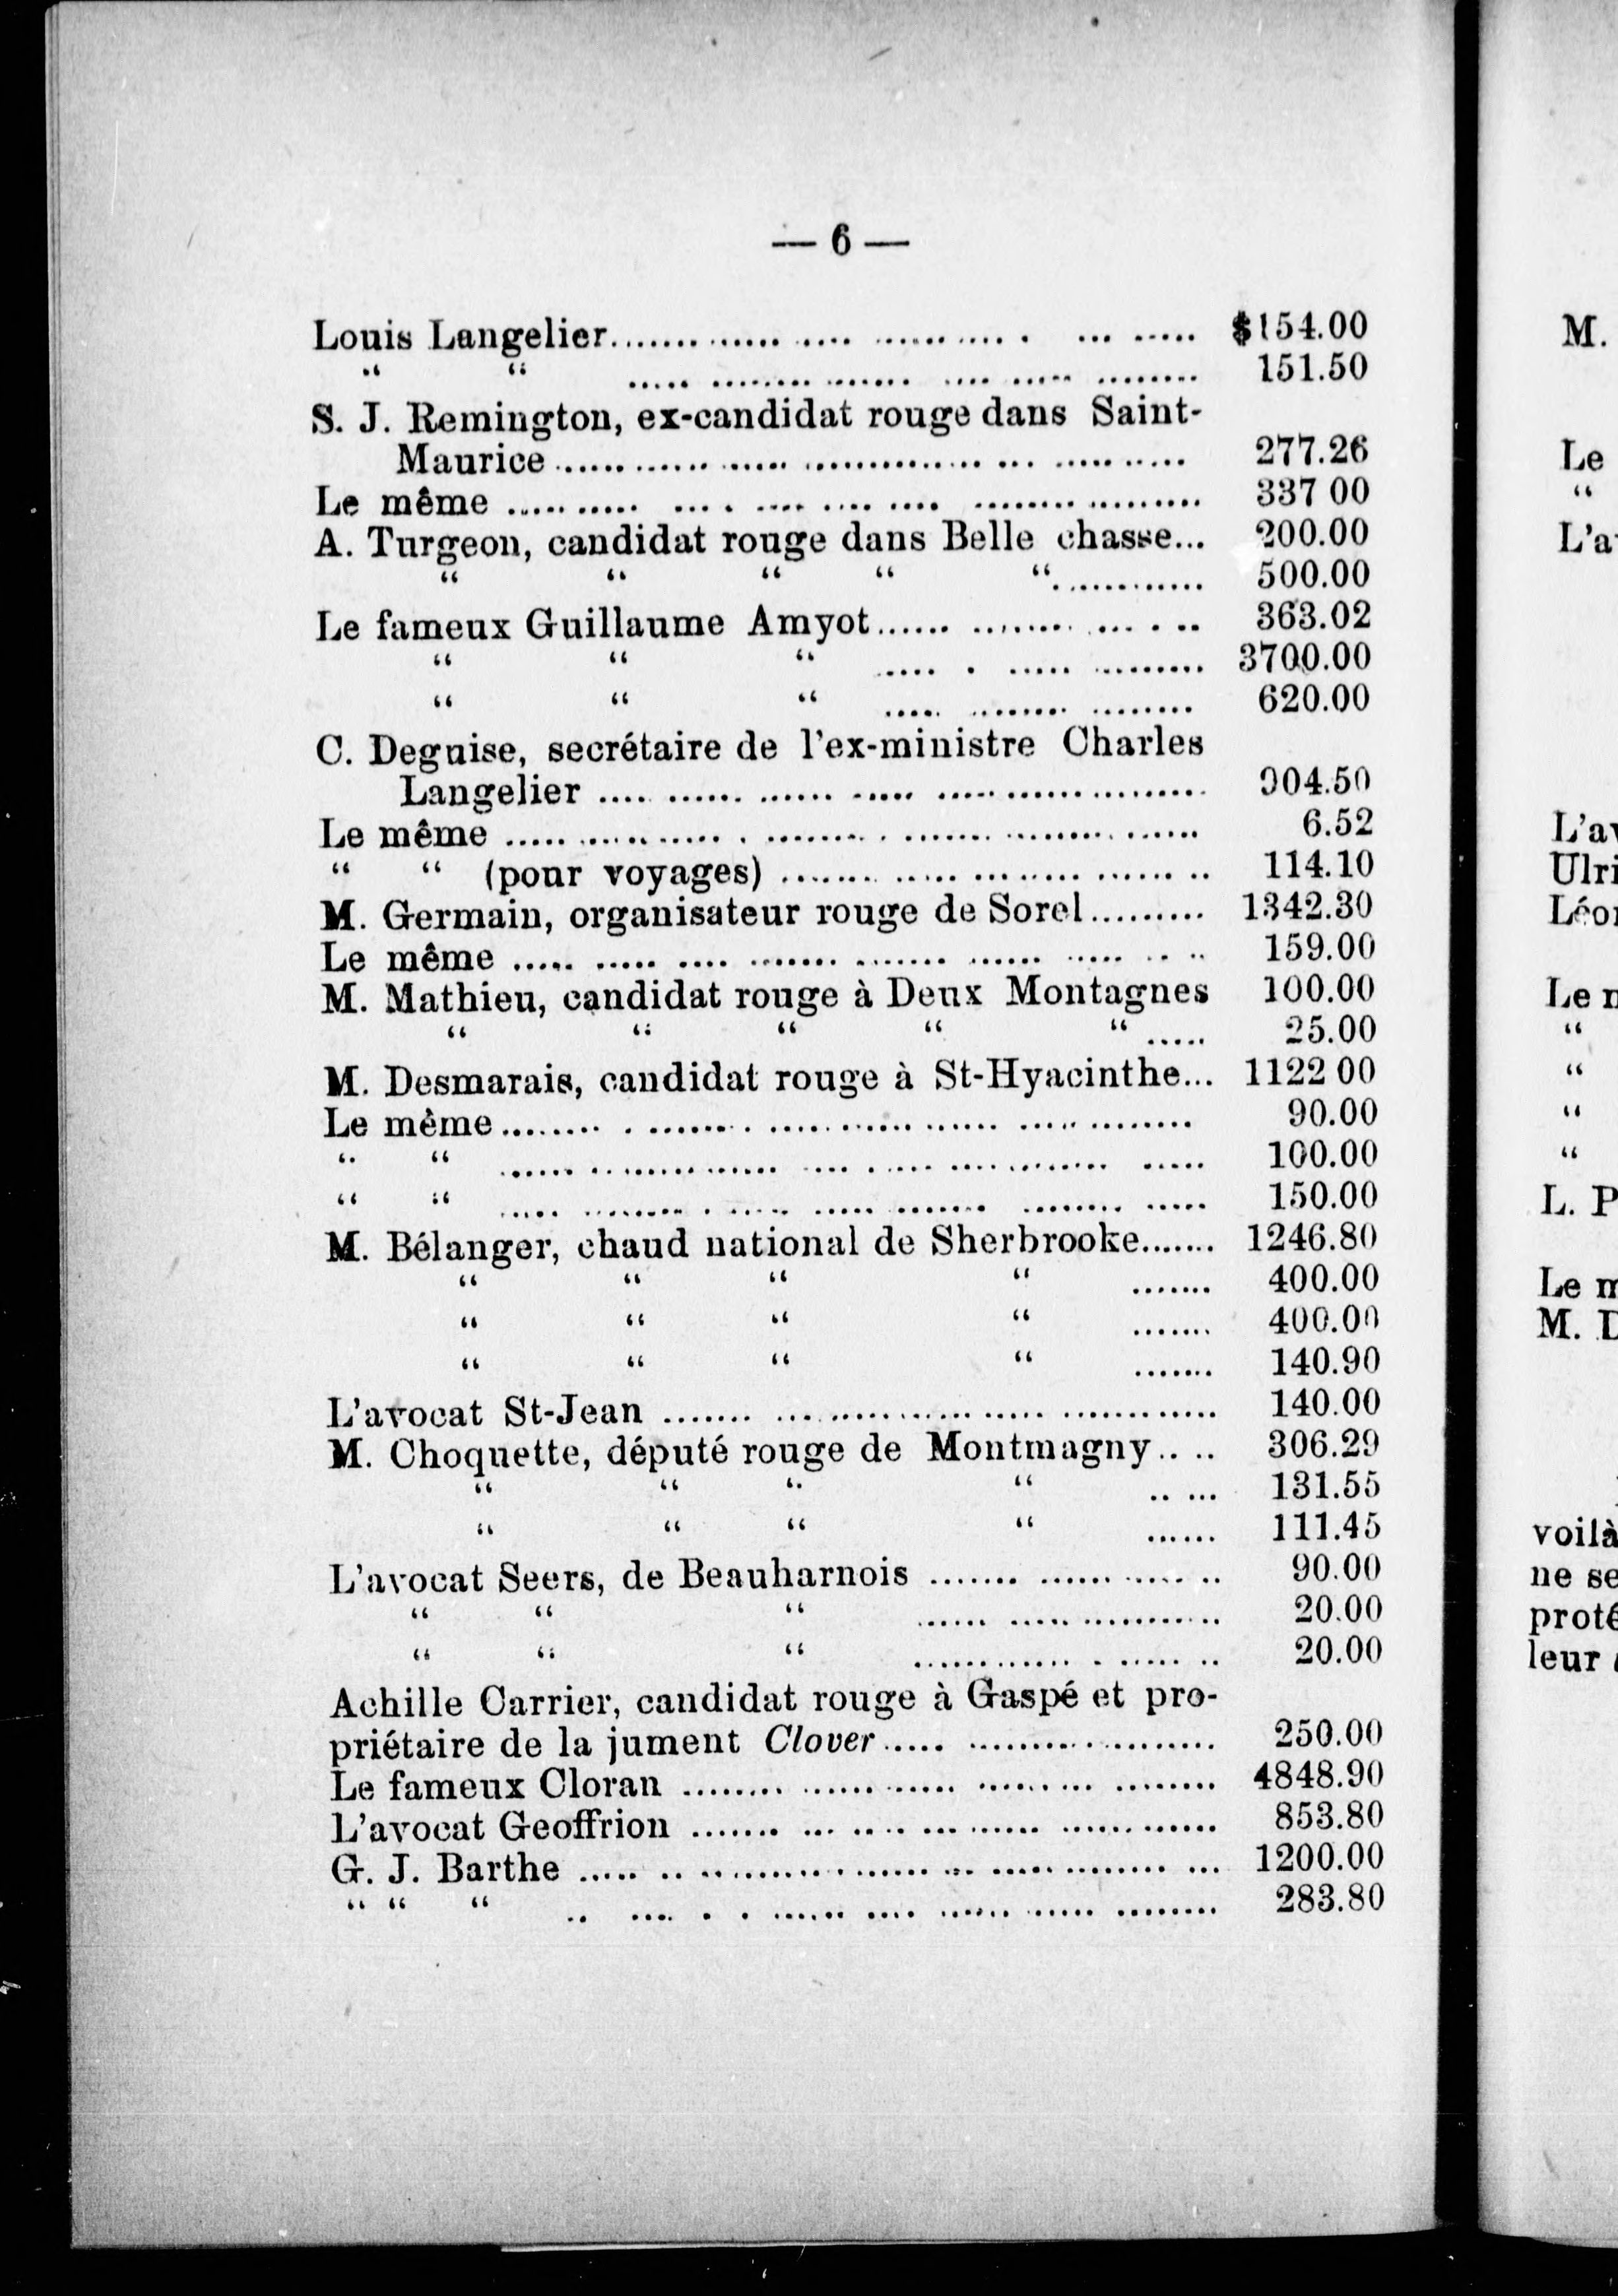 — 6 —
Louis Langelier.......................... $154.00
“ “ .......................... 151.50
S. J. Remington, ex-candidat rouge dans Saint-
Maurice .......................... 277.26
Le même .......................... 337 00
A. Turgeon, candidat rouge dans Belle chasse... 200.00
“ “ “ “ “............ 500.00
Le fameux Guillaume Amyot.................... 363.02
“ “ “ .................... 3700.00
“ “ “ .................... 620.00
C. Deguise, secrétaire de l'ex-ministre Charles
Langelier .......................... 904.50
Le même .......................... 6.52
“ “ (pour voyages) .................... 114.10
M. Germain, organisateur rouge de Sorel.......... 1342.30
Le même .......................... 159.00
M. Mathieu, candidat rouge à Deux Montagnes 100.00
“ “ “ “ “ ..... 25.00
M. Desmarais, candidat rouge à St-Hyacinthe... 1122 00
Le même.......................... 90.00
“ “ .......................... 100.00
“ “ .......................... 150.00
M. Bélanger, chaud national de Sherbrooke....... 1246.80
“ “ “ “ ....... 400.00
“ “ “ “ ....... 400.00
“ “ “ “ ....... 140.90
L'avocat St-Jean .......................... 140.00
M. Choquette, député rouge de Montmagny.. .. 306.29
“ “ “ “ .. ... 131.55
“ “ “ “ ...... 111.45
L'avocat Seers, de Beauharnois .................... 90.00
“ “ “ .................... 20.00
“ “ “ .................... 20.00
Achille Carrier, candidat rouge à Gaspé et pro-
priétaire de la jument Clover.................... 250.00
Le fameux Cloran .......................... 4848.90
L'avocat Geoffrion .......................... 853.80
G. J. Barthe .......................... 1200.00
“ “ “ .......................... 283.80
M.
Le
“
L'a
Ulri
Le
“
“
“
“
L. P
Le
M.
voilà
ne se
leur